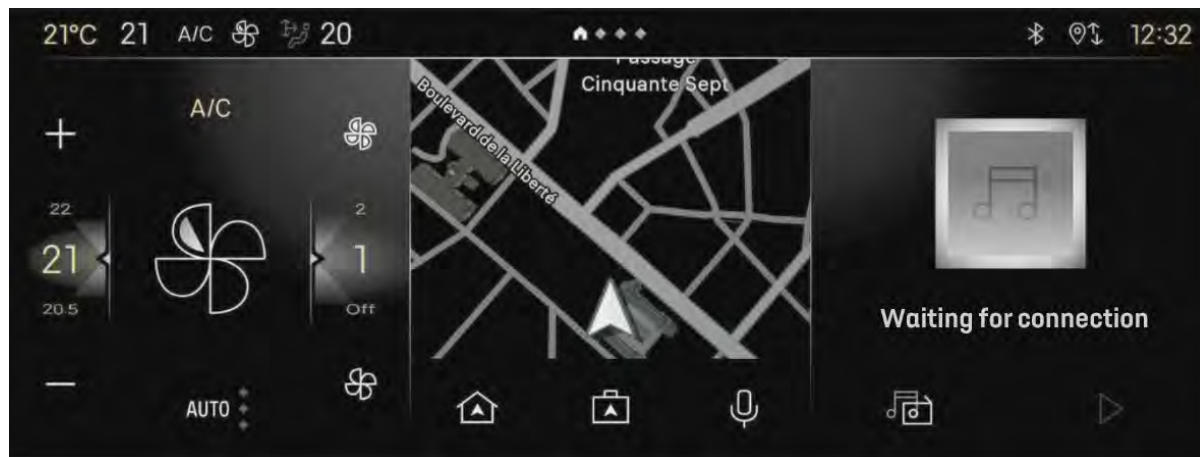 21°C 21 A/C 20 12:32
A/C
22
21
20.5
2
1
Off
AUTO
Passage
Cinquante Sept
Boulevard de la Liberté
Waiting for connection